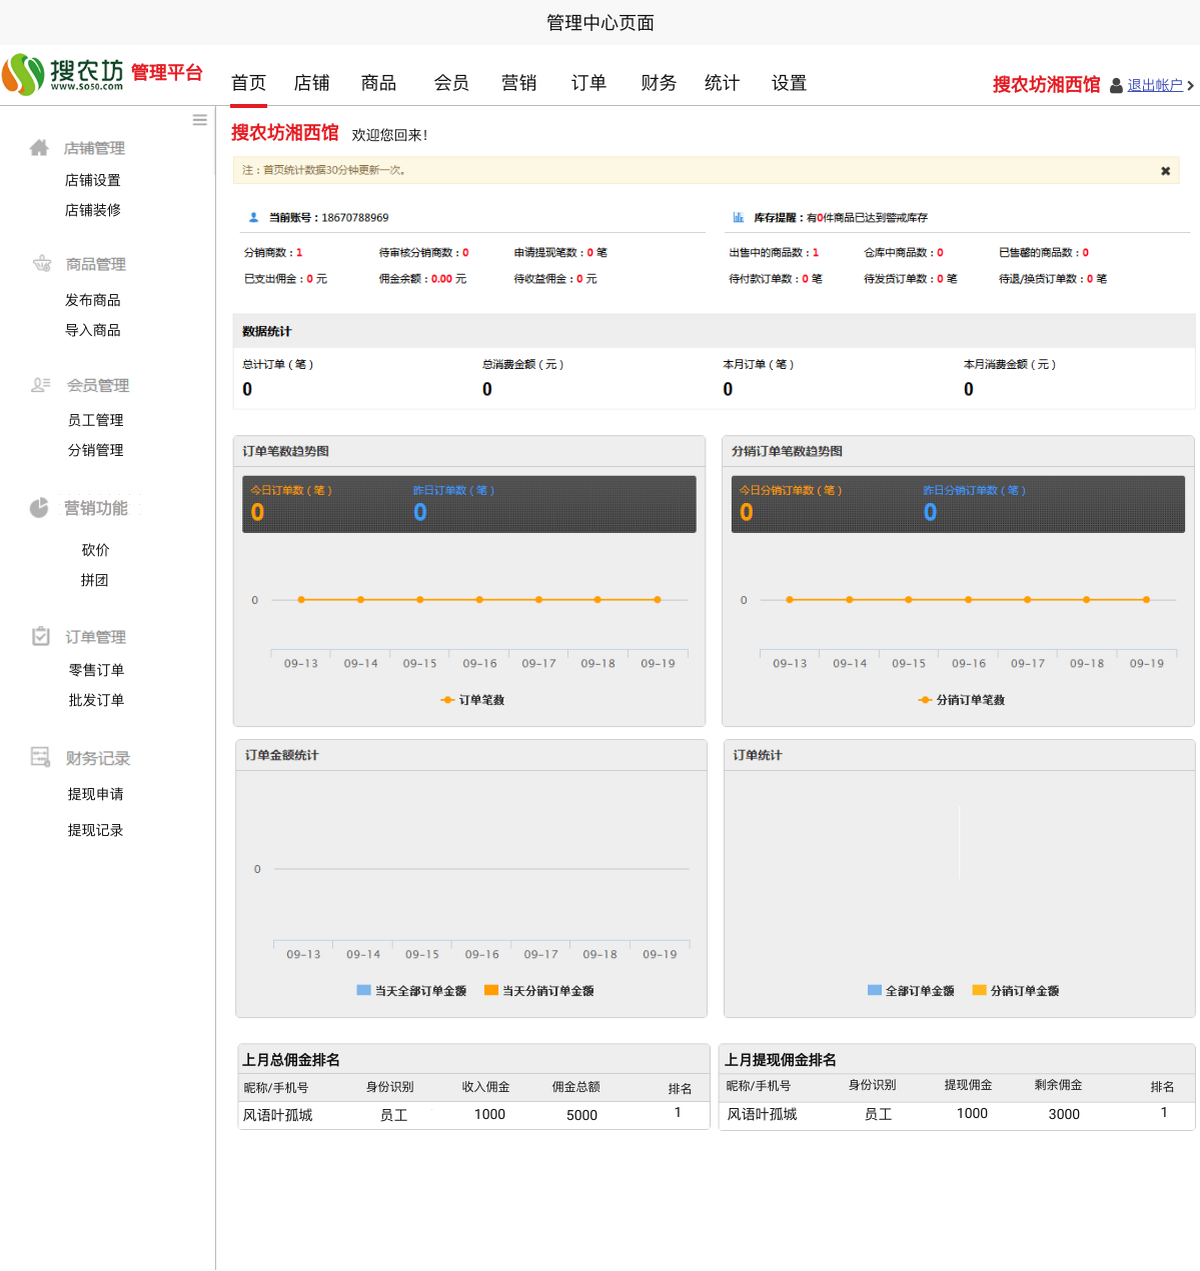 管理中心页面
搜农坊 管理平台
www.so50.com
首页 店铺 商品 会员 营销 订单 财务 统计 设置
搜农坊湘西馆 退出帐户
店铺管理
店铺设置
店铺装修
商品管理
发布商品
导入商品
会员管理
员工管理
分销管理
营销功能
砍价
拼团
订单管理
零售订单
批发订单
财务记录
提现申请
提现记录
搜农坊湘西馆 欢迎您回来！
注：首页统计数据30分钟更新一次。
当前账号：18670788969
分销商数：1 待审核分销商数：0 申请提现笔数：0 笔
已支出佣金：0 元 佣金余额：0.00 元 待收益佣金：0 元
库存提醒：有0件商品已达到警戒库存
出售中的商品数：1 仓库中商品数：0 已售罄的商品数：0
待付款订单数：0 笔 待发货订单数：0 笔 待退/换货订单数：0 笔
数据统计
总计订单（笔） 总消费金额（元） 本月订单（笔） 本月消费金额（元）
0 0 0 0
订单笔数趋势图
今日订单数（笔） 昨日订单数（笔）
0 0
0
09-13 09-14 09-15 09-16 09-17 09-18 09-19
订单笔数
分销订单笔数趋势图
今日分销订单数（笔） 昨日分销订单数（笔）
0 0
0
09-13 09-14 09-15 09-16 09-17 09-18 09-19
分销订单笔数
订单金额统计
0
09-13 09-14 09-15 09-16 09-17 09-18 09-19
当天全部订单金额 当天分销订单金额
订单统计
全部订单金额 分销订单金额
上月总佣金排名
昵称/手机号 身份识别 收入佣金 佣金总额 排名
风语叶孤城 员工 1000 5000 1
上月提现佣金排名
昵称/手机号 身份识别 提现佣金 剩余佣金 排名
风语叶孤城 员工 1000 3000 1